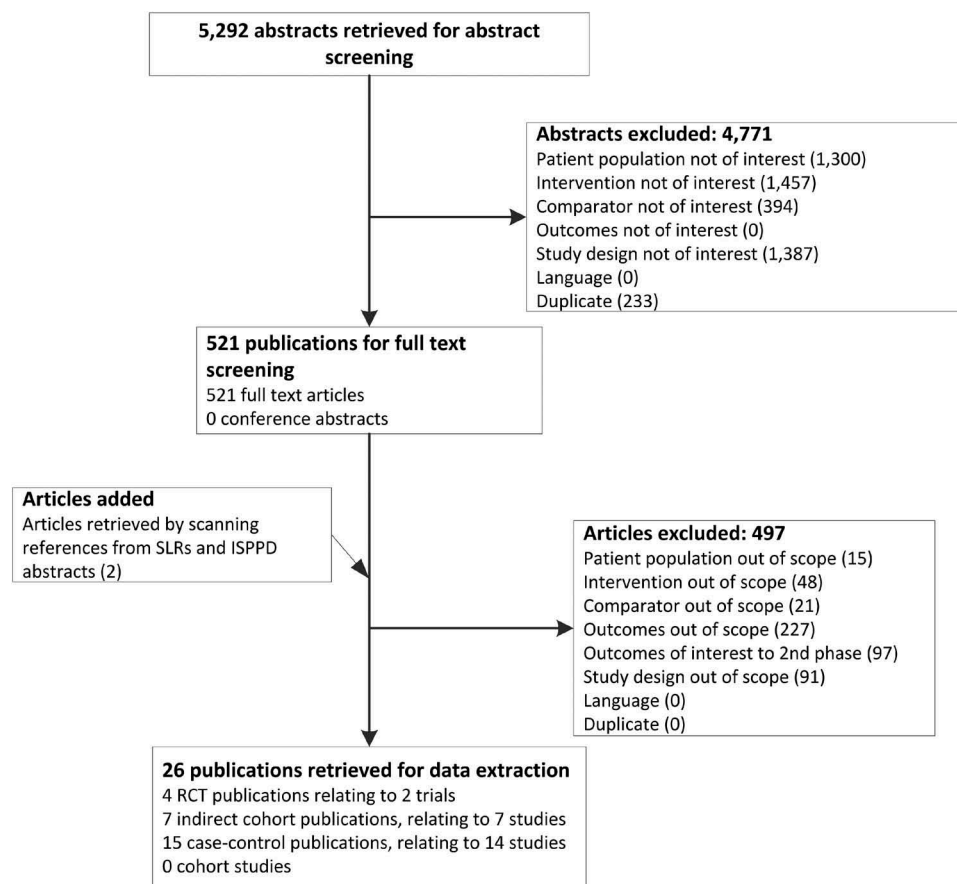 5,292 abstracts retrieved for abstract
screening
Abstracts excluded: 4,771
Patient population not of interest (1,300)
Intervention not of interest (1,457)
Comparator not of interest (394)
Outcomes not of interest (0)
Study design not of interest (1,387)
Language (0)
Duplicate (233)
521 publications for full text
screening
521 full text articles
0 conference abstracts
Articles added
Articles retrieved by scanning
references from SLRs and ISPPD
abstracts (2)
Articles excluded: 497
Patient population out of scope (15)
Intervention out of scope (48)
Comparator out of scope (21)
Outcomes out of scope (227)
Outcomes of interest to 2nd phase (97)
Study design out of scope (91)
Language (0)
Duplicate (0)
26 publications retrieved for data extraction
4 RCT publications relating to 2 trials
7 indirect cohort publications, relating to 7 studies
15 case-control publications, relating to 14 studies
0 cohort studies